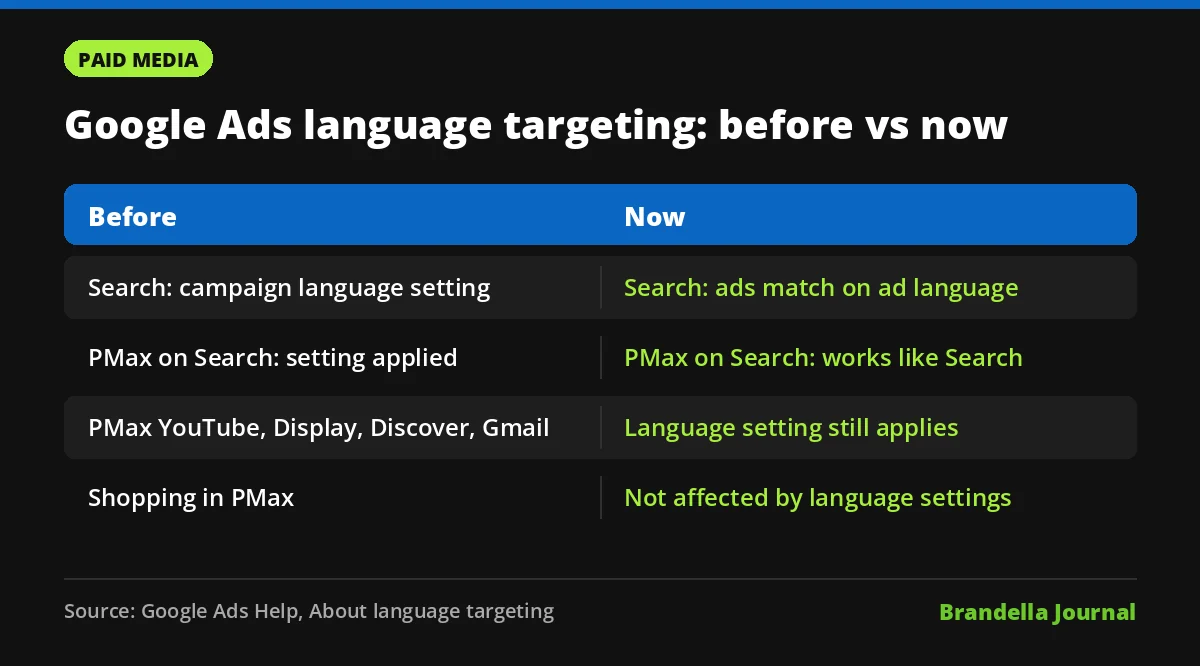 PAID MEDIA
Google Ads language targeting: before vs now
Before Now
Search: campaign language setting Search: ads match on ad language
PMax on Search: setting applied PMax on Search: works like Search
PMax YouTube, Display, Discover, Gmail Language setting still applies
Shopping in PMax Not affected by language settings
Source: Google Ads Help, About language targeting Brandella Journal